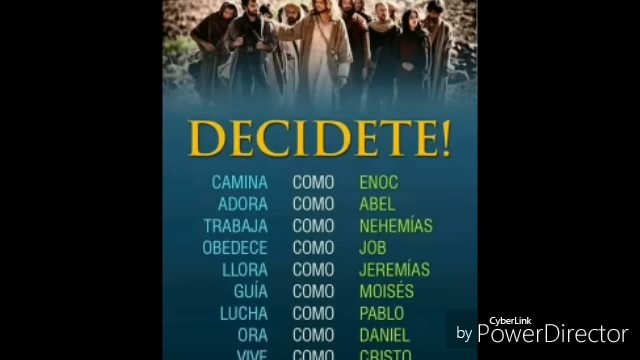 DECIDETE!
CAMINA COMO ENOC
ADORA COMO ABEL
TRABAJA COMO NEHEMÍAS
OBEDECE COMO JOB
LLORA COMO JEREMÍAS
GUÍA COMO MOISÉS
LUCHA COMO PABLO
ORA COMO DANIEL
VIVE COMO CRISTO
CyberLink
by PowerDirector